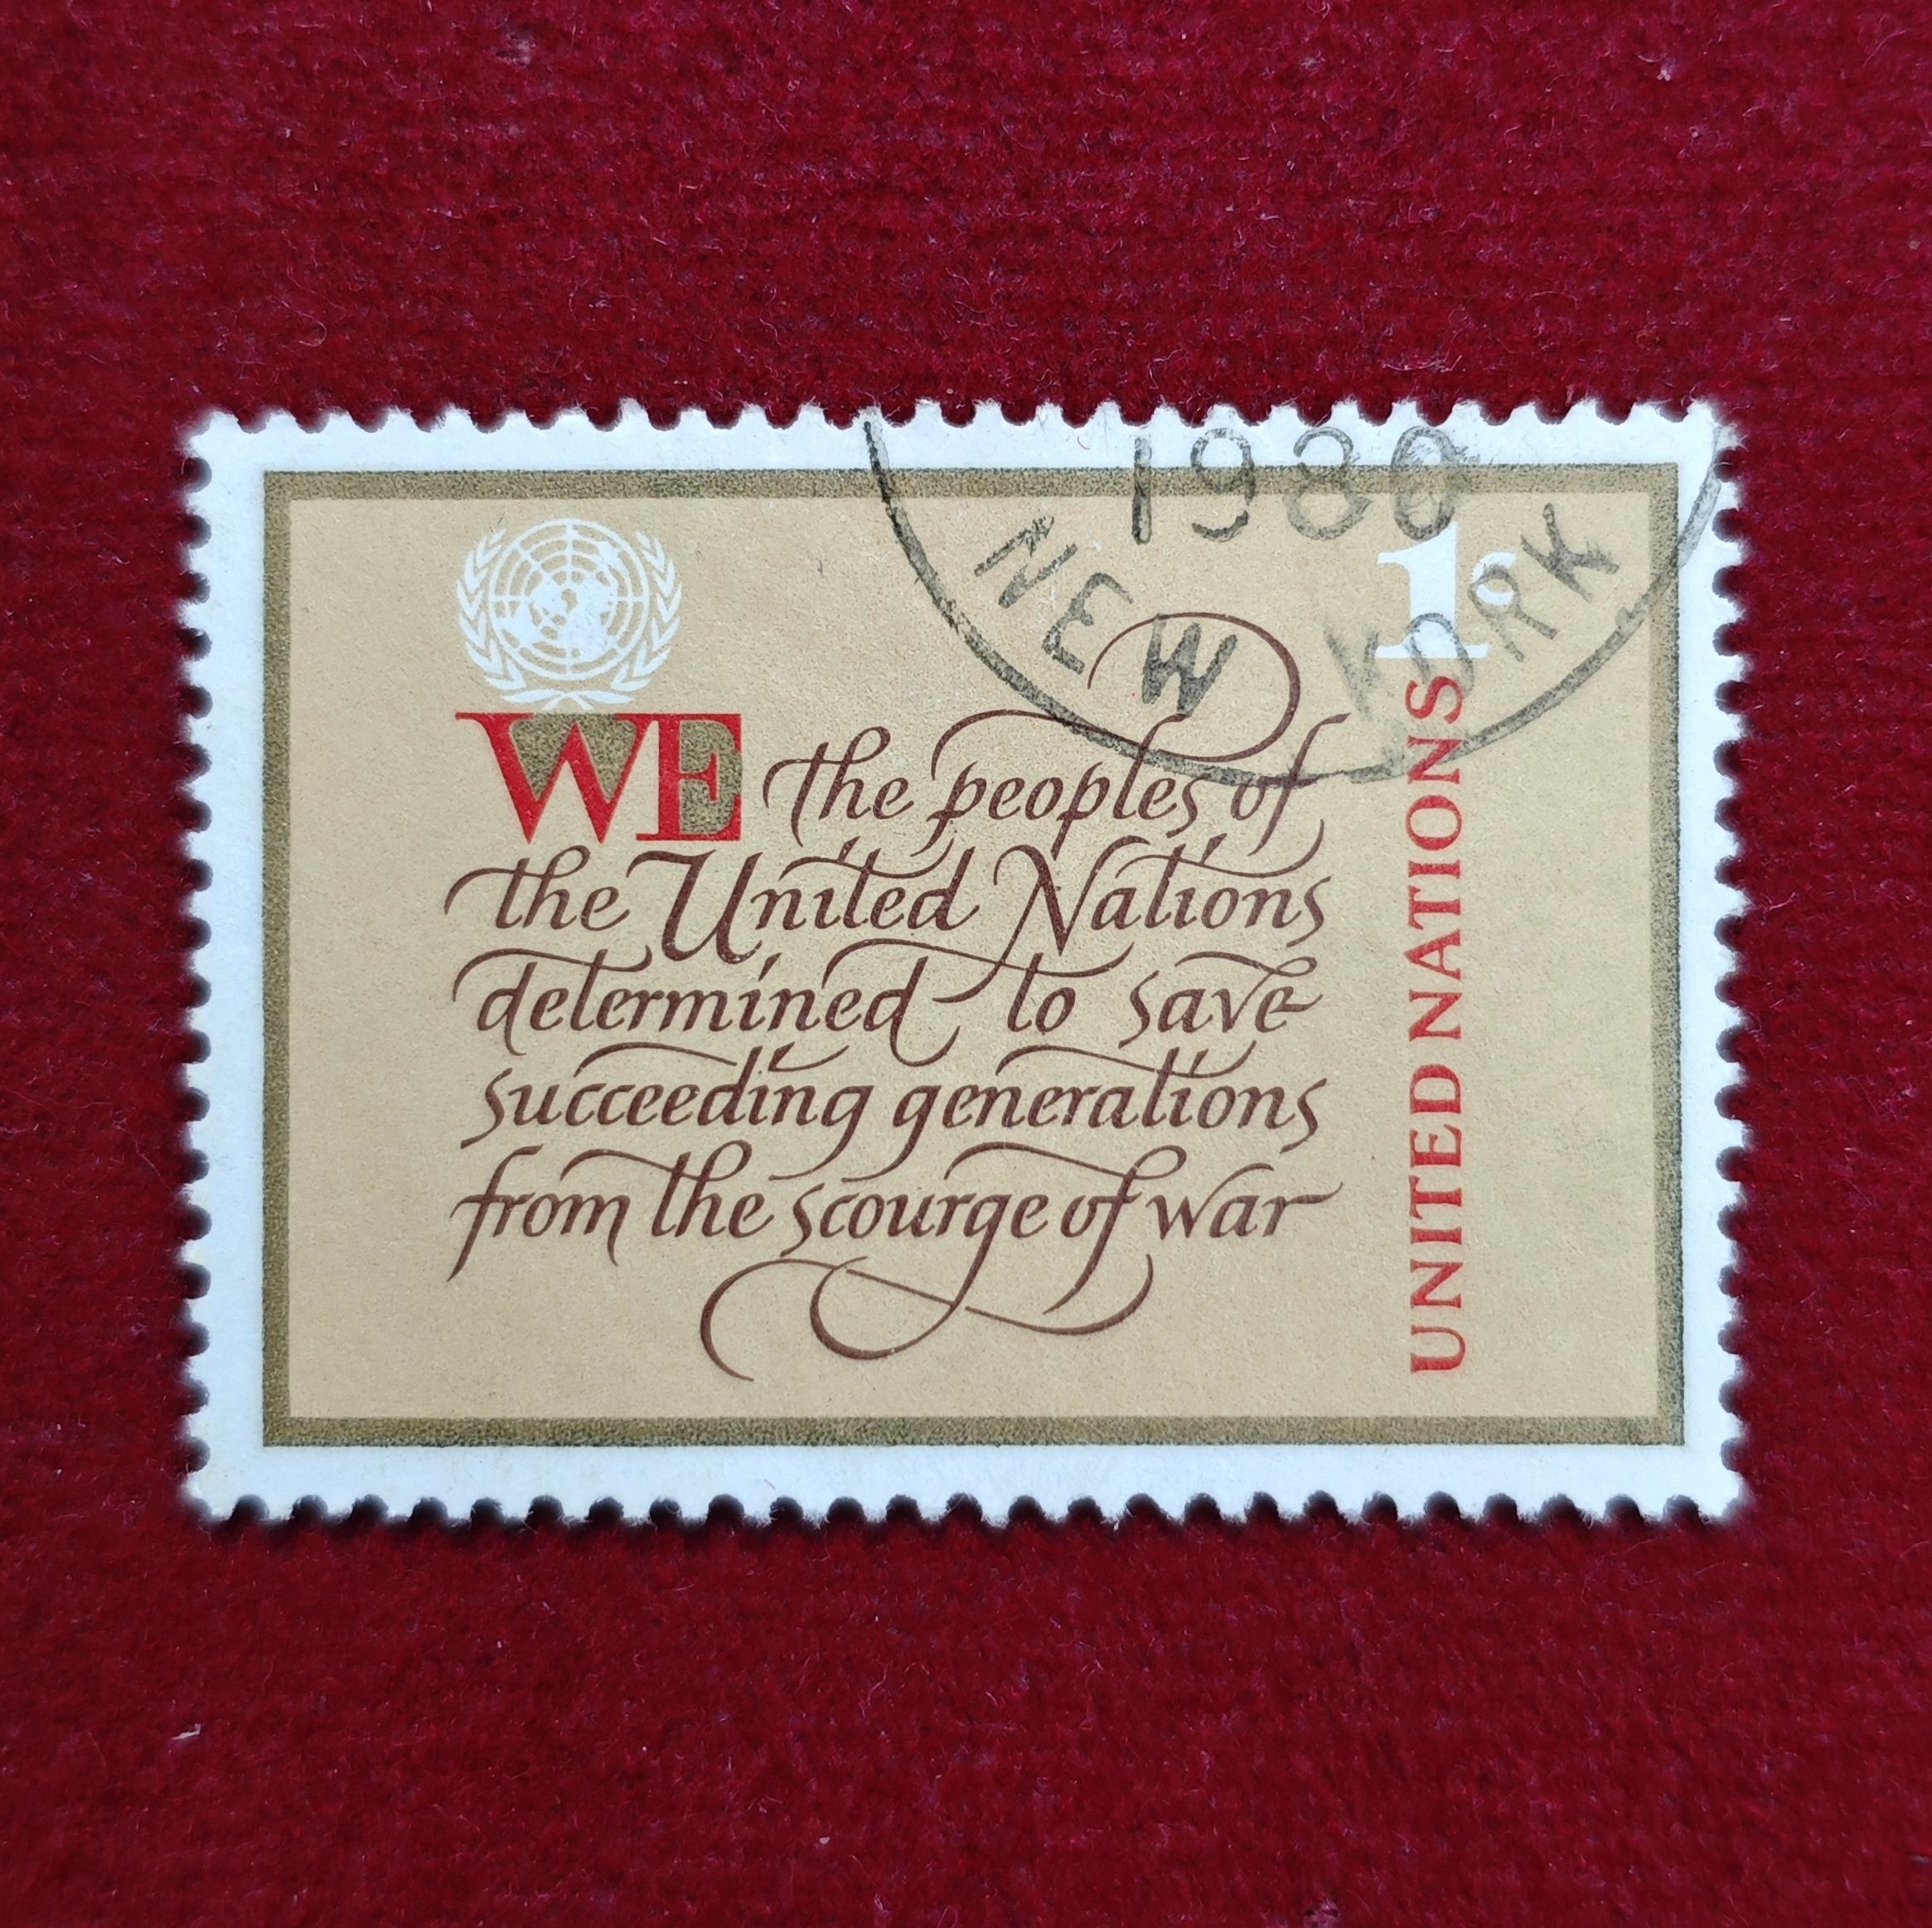 1980
NEW YORK
1c
WE the peoples of
the United Nations
determined to save
succeeding generations
from the scourge of war
UNITED NATIONS